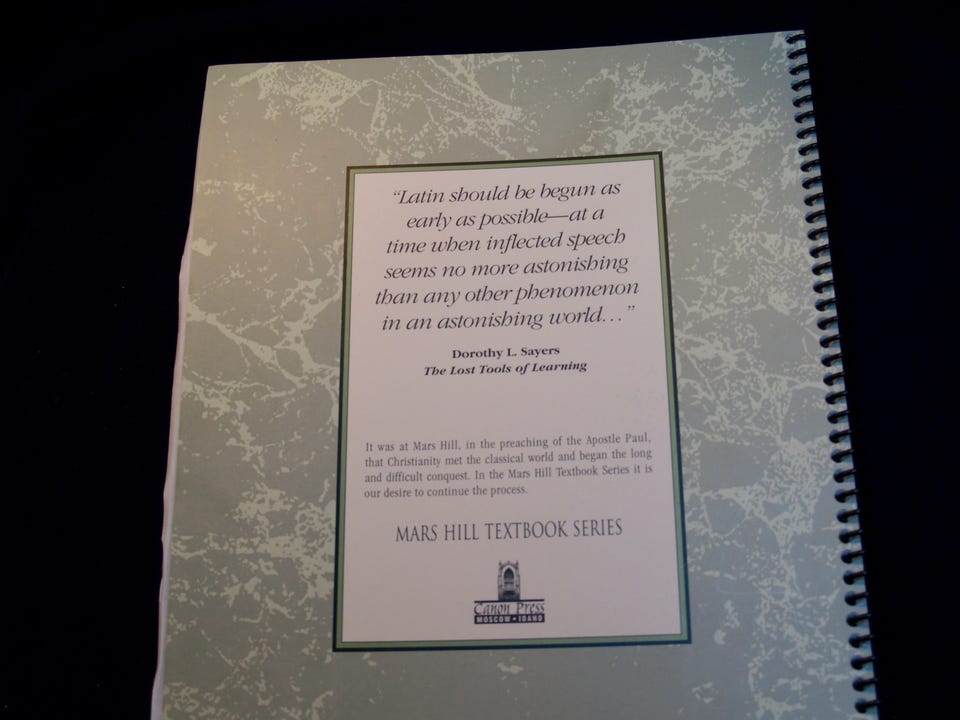 “Latin should be begun as
early as possible—at a
time when inflected speech
seems no more astonishing
than any other phenomenon
in an astonishing world…”
Dorothy L. Sayers
The Lost Tools of Learning
It was at Mars Hill, in the preaching of the Apostle Paul,
that Christianity met the classical world and began the long
and difficult conquest. In the Mars Hill Textbook Series it is
our desire to continue the process.
MARS HILL TEXTBOOK SERIES
Canon Press
MOSCOW • IDAHO